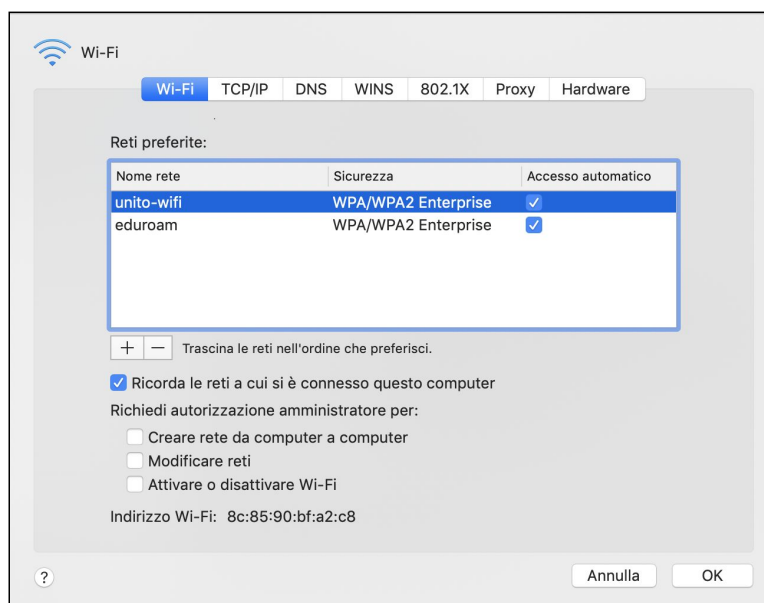 Wi-Fi
Wi-Fi TCP/IP DNS WINS 802.1X Proxy Hardware
Reti preferite:
Nome rete Sicurezza Accesso automatico
unito-wifi WPA/WPA2 Enterprise
eduroam WPA/WPA2 Enterprise
+ − Trascina le reti nell'ordine che preferisci.
Ricorda le reti a cui si è connesso questo computer
Richiedi autorizzazione amministratore per:
Creare rete da computer a computer
Modificare reti
Attivare o disattivare Wi-Fi
Indirizzo Wi-Fi: 8c:85:90:bf:a2:c8
? Annulla OK